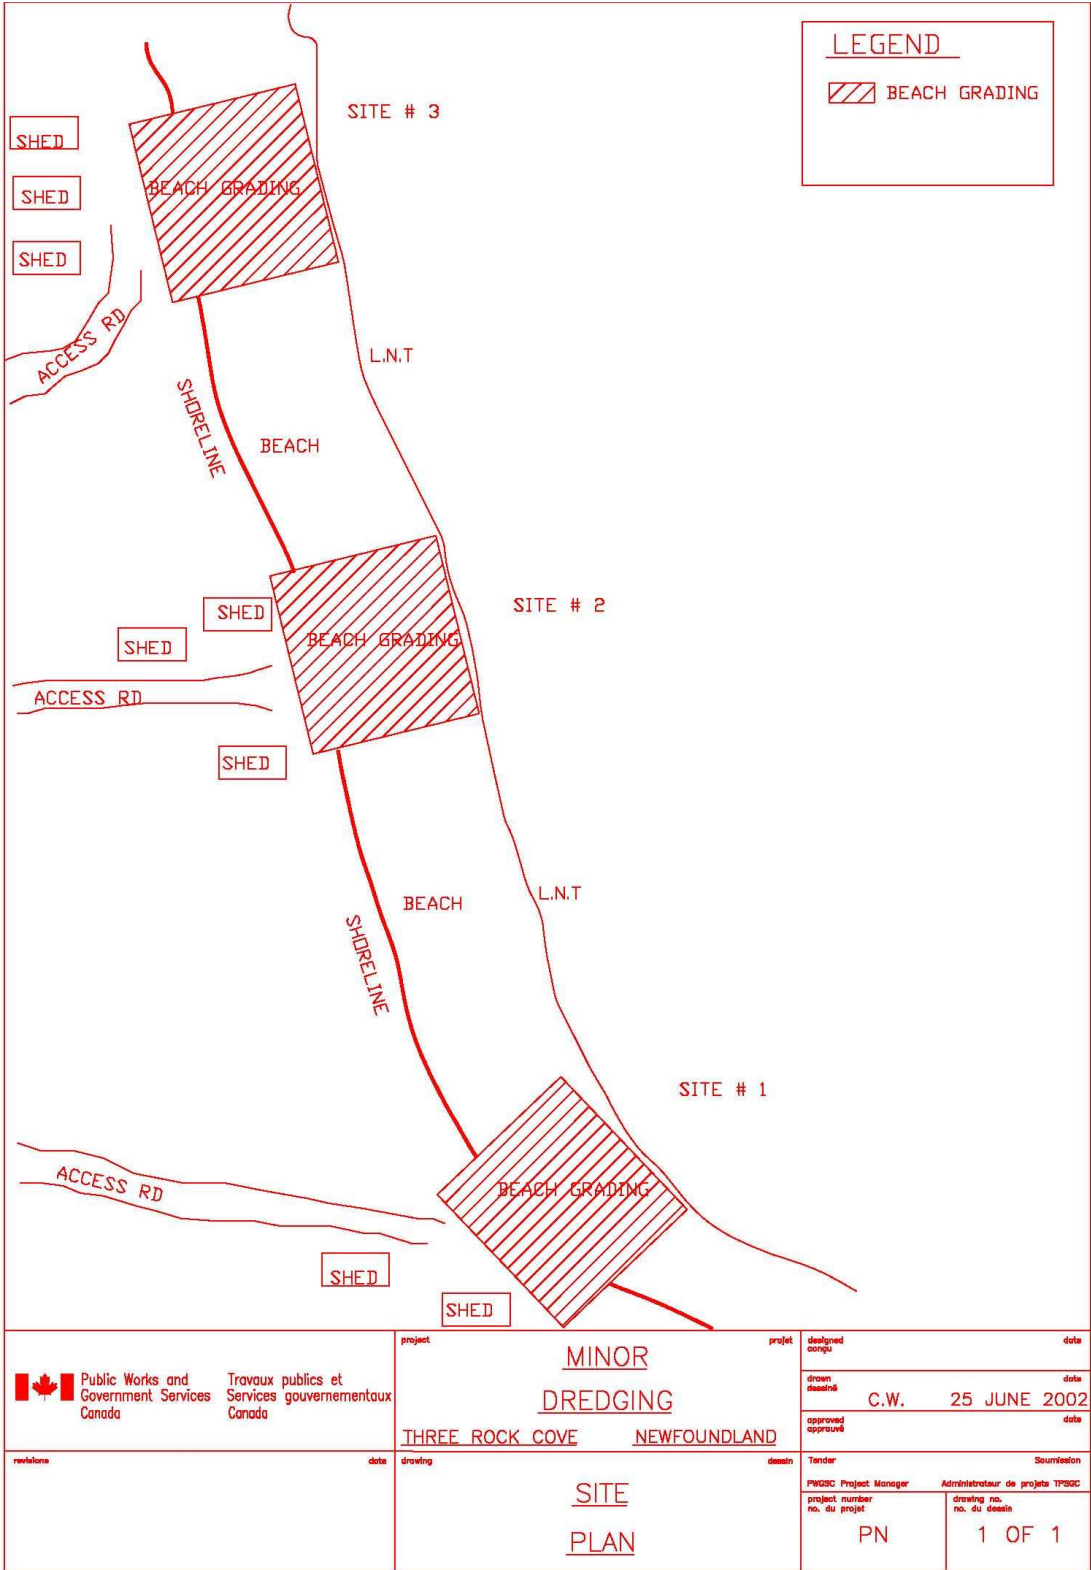 LEGEND
BEACH GRADING
SITE # 3
SHED
BEACH GRADING
SHED
SHED
ACCESS RD
L.N.T
SHORELINE
BEACH
SITE # 2
SHED
BEACH GRADING
SHED
ACCESS RD
SHED
L.N.T
BEACH
SHORELINE
SITE # 1
ACCESS RD
BEACH GRADING
SHED
SHED
Public Works and
Government Services
Canada
Travaux publics et
Services gouvernementaux
Canada
project projet
MINOR
DREDGING
THREE ROCK COVE NEWFOUNDLAND
designed date
conçu
drawn date
dessiné
C.W. 25 JUNE 2002
approved date
approuvé
revisions date
drawing dessin
SITE
PLAN
Tender Soumission
PWGSC Project Manager Administrateur de projets TPSGC
project number
no. du projet
PN
drawing no.
no. du dessin
1 OF 1